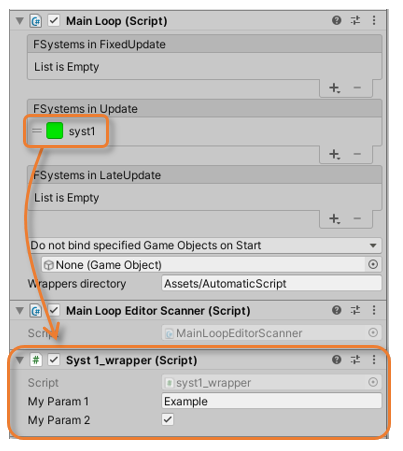 Main Loop (Script)
FSystems in FixedUpdate
List is Empty
FSystems in Update
syst1
FSystems in LateUpdate
List is Empty
Do not bind specified Game Objects on Start
None (Game Object)
Wrappers directory Assets/AutomaticScript
Main Loop Editor Scanner (Script)
Script MainLoopEditorScanner
Syst 1_wrapper (Script)
Script syst1_wrapper
My Param 1 Example
My Param 2